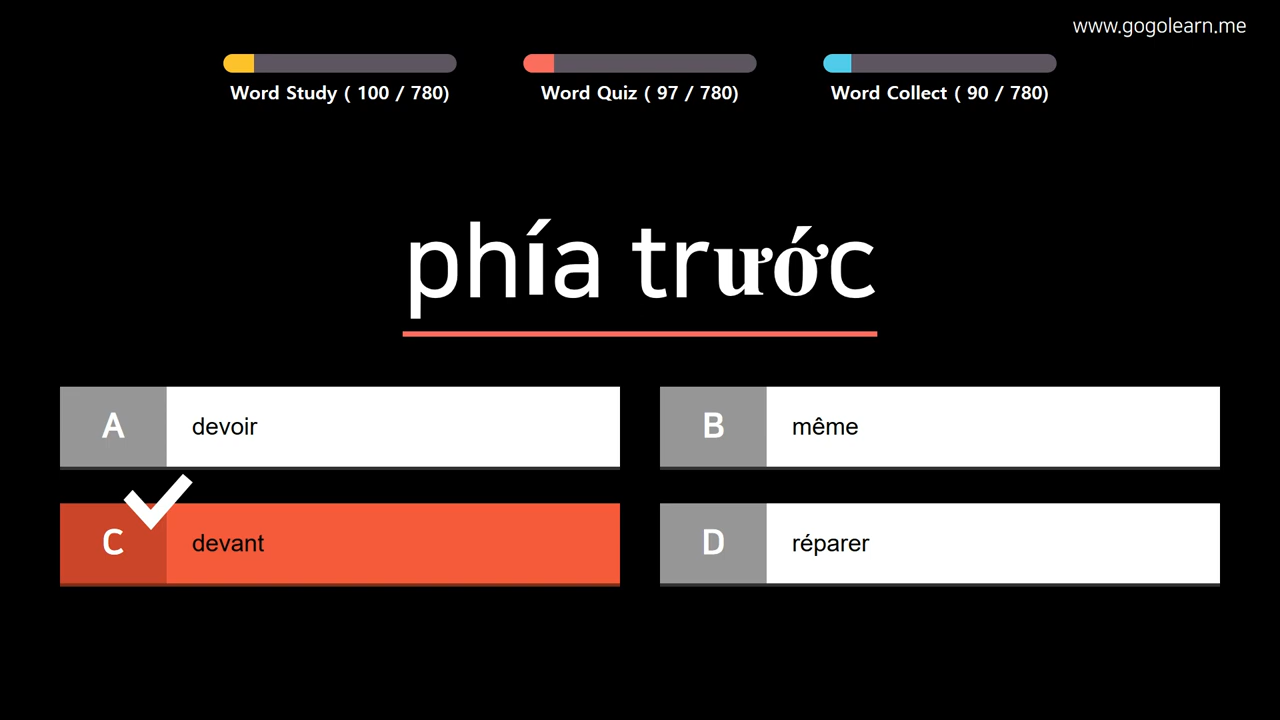 www.gogolearn.me
Word Study ( 100 / 780)
Word Quiz ( 97 / 780)
Word Collect ( 90 / 780)
phía trước
A devoir
B même
C devant
D réparer